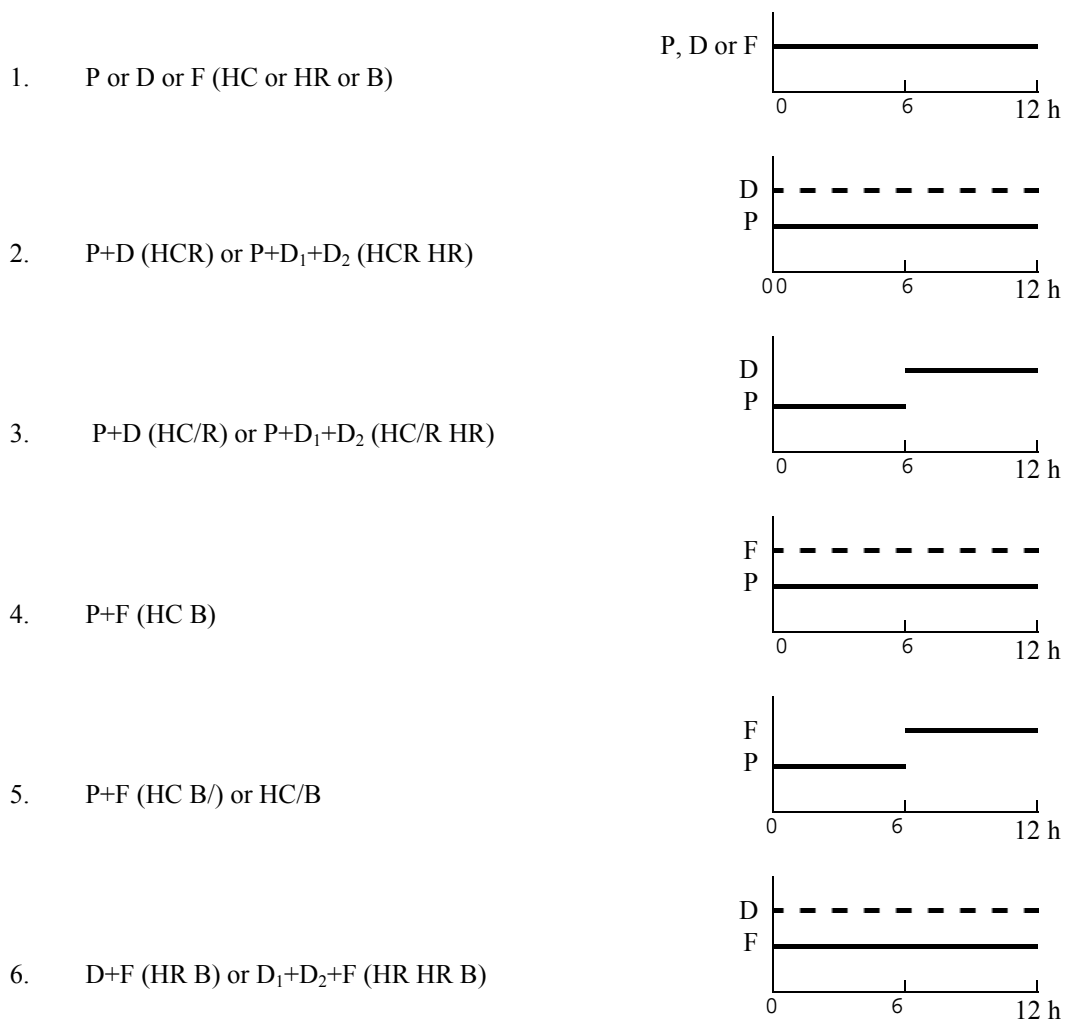 P, D or F
1. P or D or F (HC or HR or B)
0 6 12 h
D
P
2. P+D (HCR) or P+D₁+D₂ (HCR HR)
00 6 12 h
D
P
3. P+D (HC/R) or P+D₁+D₂ (HC/R HR)
0 6 12 h
F
P
4. P+F (HC B)
0 6 12 h
F
P
5. P+F (HC B/) or HC/B
0 6 12 h
D
F
6. D+F (HR B) or D₁+D₂+F (HR HR B)
0 6 12 h